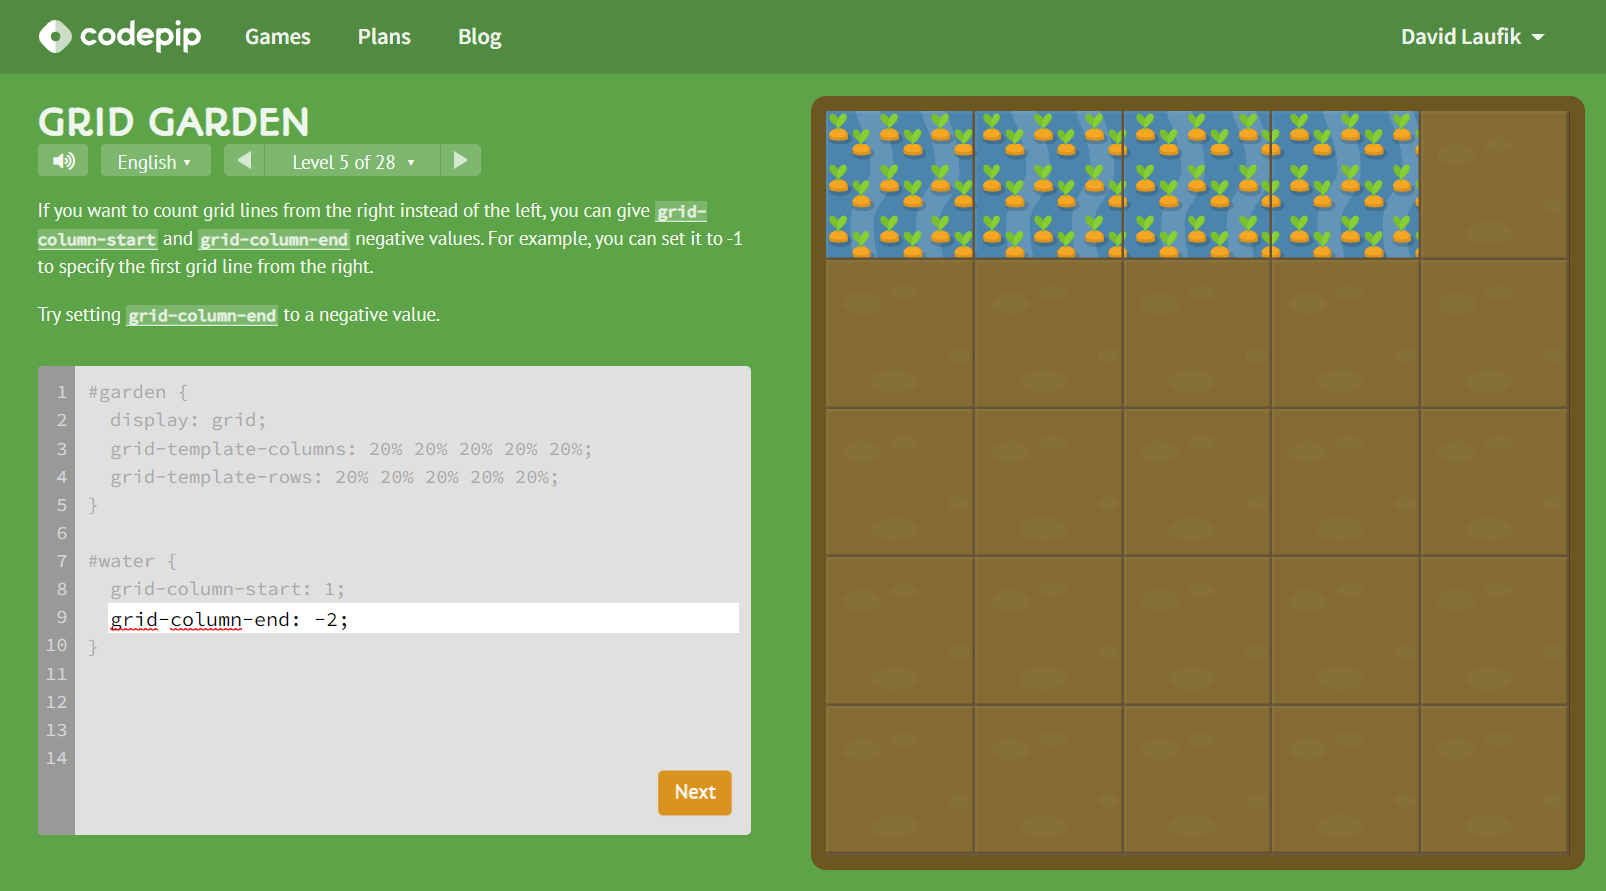 codepip Games Plans Blog David Laufik
GRID GARDEN
English Level 5 of 28
If you want to count grid lines from the right instead of the left, you can give grid-
column-start and grid-column-end negative values. For example, you can set it to -1
to specify the first grid line from the right.
Try setting grid-column-end to a negative value.
1 #garden {
2 display: grid;
3 grid-template-columns: 20% 20% 20% 20% 20%;
4 grid-template-rows: 20% 20% 20% 20% 20%;
5 }
6
7 #water {
8 grid-column-start: 1;
9 grid-column-end: -2;
10 }
11
12
13
14
Next